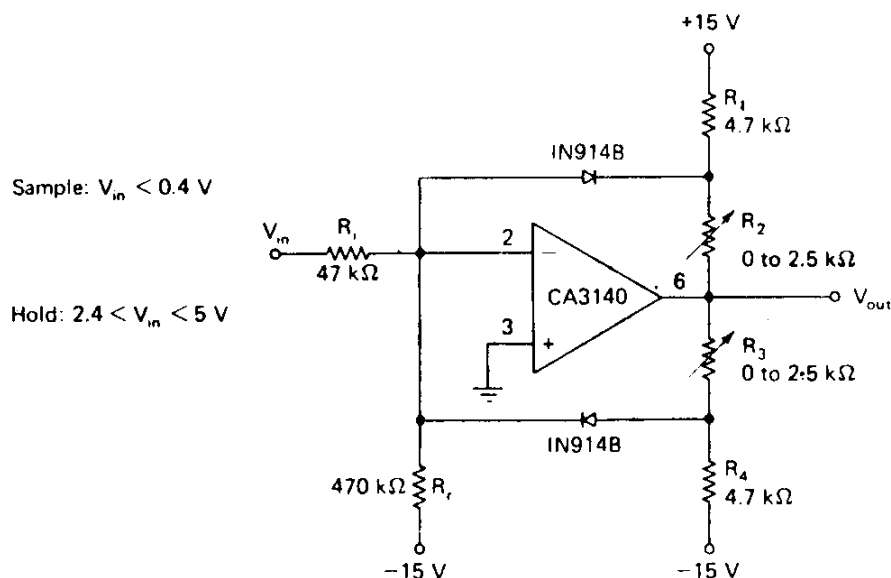 +15 V
R1
4.7 kΩ
IN914B
Sample: Vin < 0.4 V
R2
0 to 2.5 kΩ
Vin
Ri
47 kΩ
2
−
6
CA3140
Vout
Hold: 2.4 < Vin < 5 V
3
+
R3
0 to 2.5 kΩ
IN914B
470 kΩ Rr
R4
4.7 kΩ
−15 V
−15 V